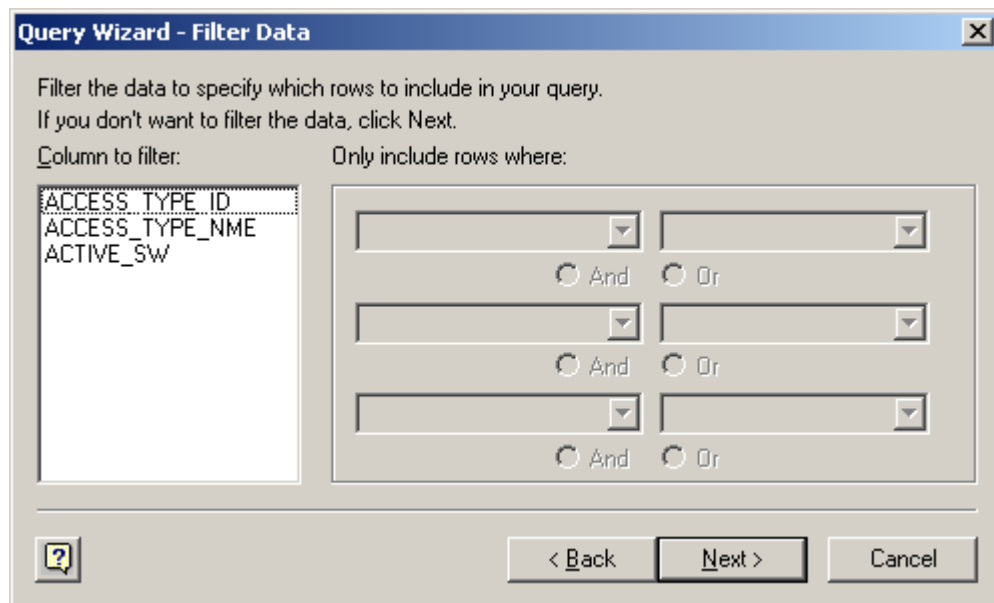 Query Wizard - Filter Data
Filter the data to specify which rows to include in your query.
If you don't want to filter the data, click Next.
Column to filter:
Only include rows where:
ACCESS_TYPE_ID
ACCESS_TYPE_NME
ACTIVE_SW
And Or
And Or
And Or
< Back Next > Cancel